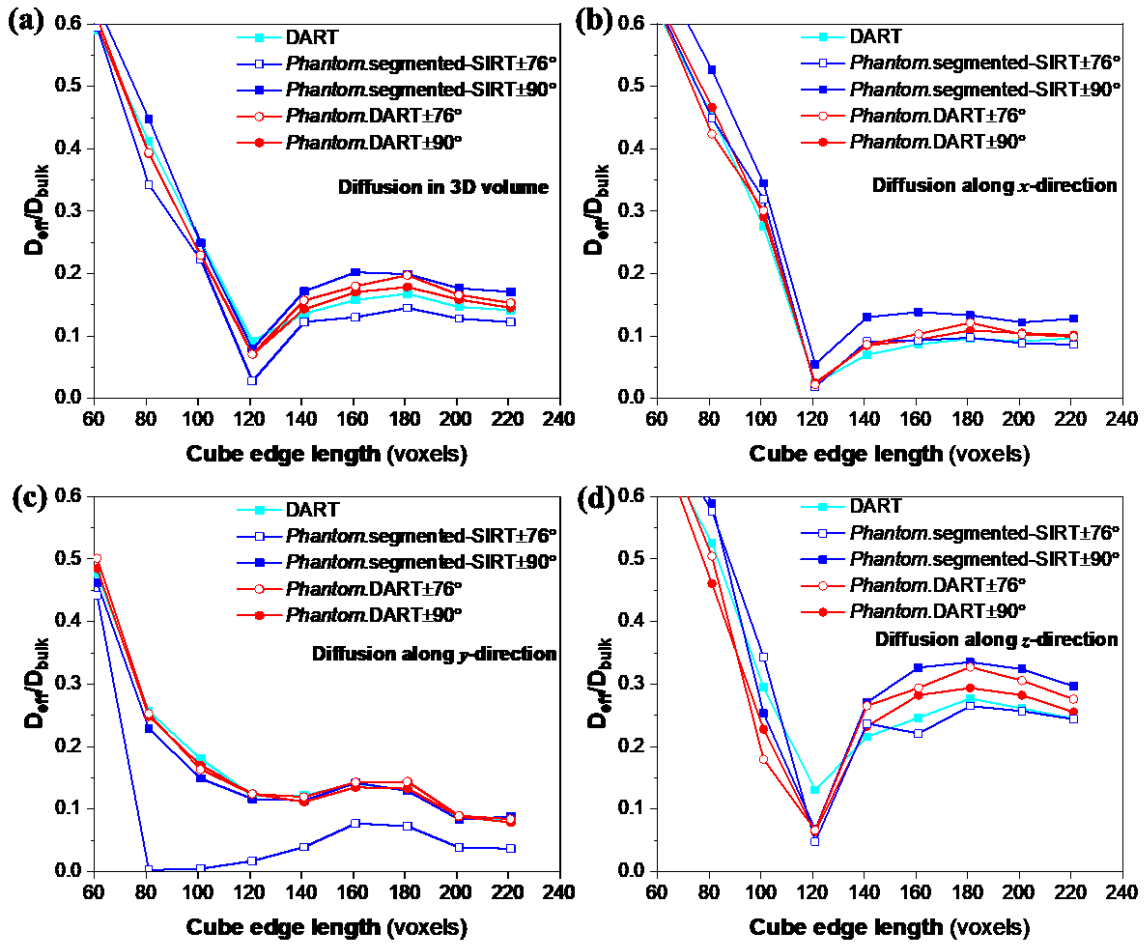 (a)
DART
Phantom.segmented-SIRT±76°
Phantom.segmented-SIRT±90°
Phantom.DART±76°
Phantom.DART±90°
Diffusion in 3D volume
0.6
0.5
0.4
0.3
0.2
0.1
0.0
D_eff/D_bulk
60 80 100 120 140 160 180 200 220 240
Cube edge length (voxels)
(b)
DART
Phantom.segmented-SIRT±76°
Phantom.segmented-SIRT±90°
Phantom.DART±76°
Phantom.DART±90°
Diffusion along x-direction
0.6
0.5
0.4
0.3
0.2
0.1
0.0
D_eff/D_bulk
60 80 100 120 140 160 180 200 220 240
Cube edge length (voxels)
(c)
DART
Phantom.segmented-SIRT±76°
Phantom.segmented-SIRT±90°
Phantom.DART±76°
Phantom.DART±90°
Diffusion along y-direction
0.6
0.5
0.4
0.3
0.2
0.1
0.0
D_eff/D_bulk
60 80 100 120 140 160 180 200 220 240
Cube edge length (voxels)
(d)
DART
Phantom.segmented-SIRT±76°
Phantom.segmented-SIRT±90°
Phantom.DART±76°
Phantom.DART±90°
Diffusion along z-direction
0.6
0.5
0.4
0.3
0.2
0.1
0.0
D_eff/D_bulk
60 80 100 120 140 160 180 200 220 240
Cube edge length (voxels)